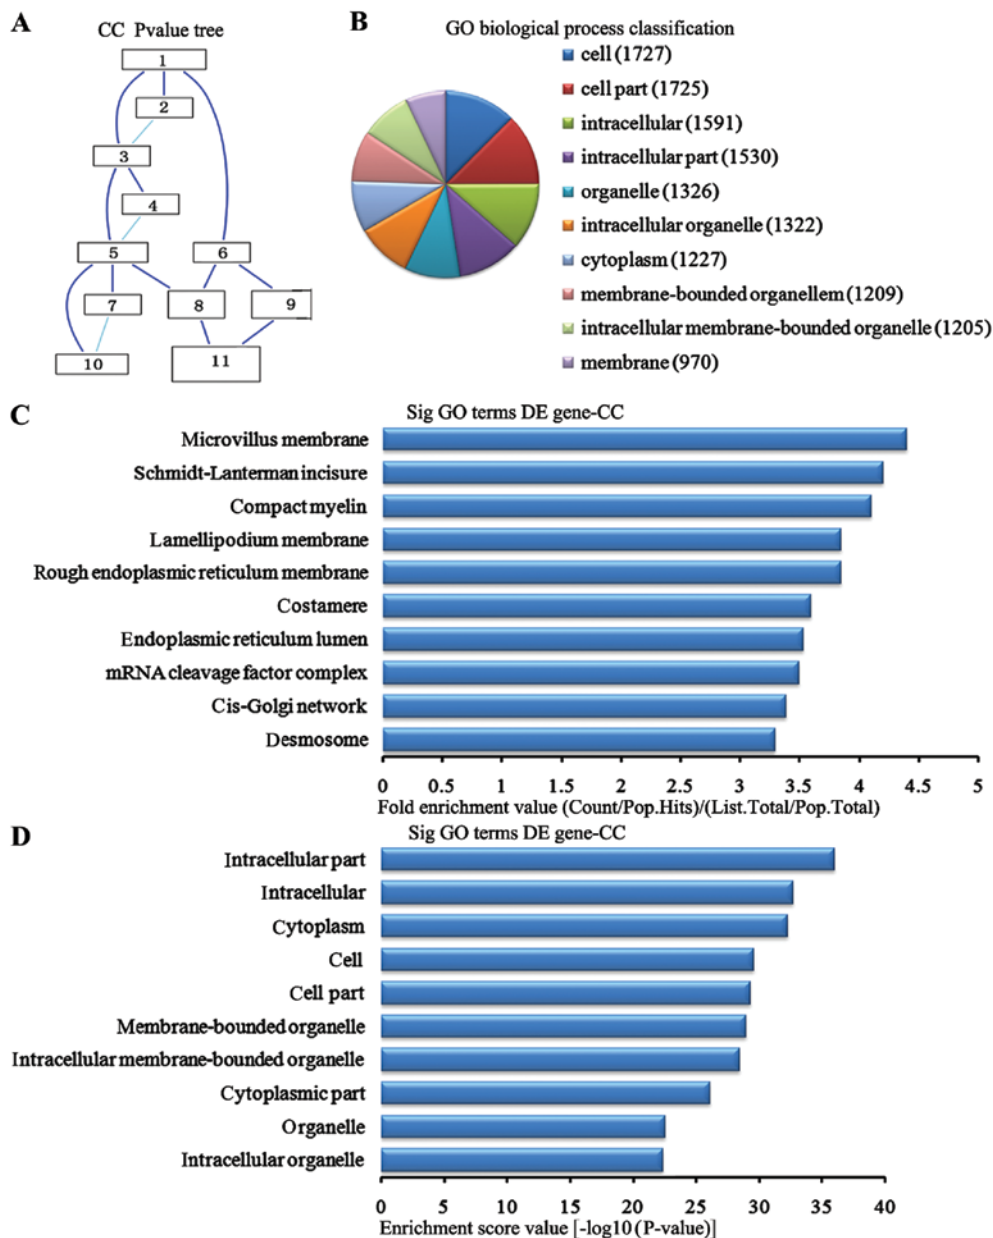 A
CC Pvalue tree
1
2
3
4
5
6
7
8
9
10
11
B
GO biological process classification
cell (1727)
cell part (1725)
intracellular (1591)
intracellular part (1530)
organelle (1326)
intracellular organelle (1322)
cytoplasm (1227)
membrane-bounded organellem (1209)
intracellular membrane-bounded organelle (1205)
membrane (970)
C
Sig GO terms DE gene-CC
Microvillus membrane
Schmidt-Lanterman incisure
Compact myelin
Lamellipodium membrane
Rough endoplasmic reticulum membrane
Costamere
Endoplasmic reticulum lumen
mRNA cleavage factor complex
Cis-Golgi network
Desmosome
0 0.5 1 1.5 2 2.5 3 3.5 4 4.5 5
Fold enrichment value (Count/Pop.Hits)/(List.Total/Pop.Total)
D
Sig GO terms DE gene-CC
Intracellular part
Intracellular
Cytoplasm
Cell
Cell part
Membrane-bounded organelle
Intracellular membrane-bounded organelle
Cytoplasmic part
Organelle
Intracellular organelle
0 5 10 15 20 25 30 35 40
Enrichment score value [-log10 (P-value)]